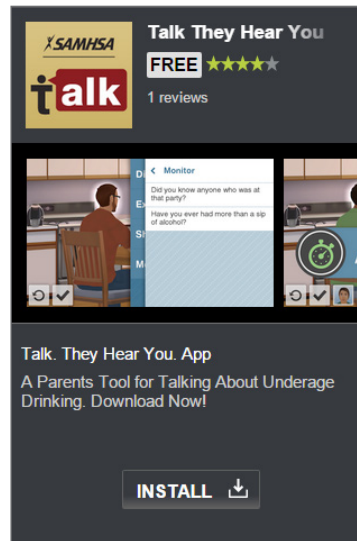 SAMHSA
talk
Talk They Hear You
FREE
1 reviews
Monitor
Did you know anyone who was at
that party?
Have you ever had more than a sip
of alcohol?
Talk. They Hear You. App
A Parents Tool for Talking About Underage
Drinking. Download Now!
INSTALL